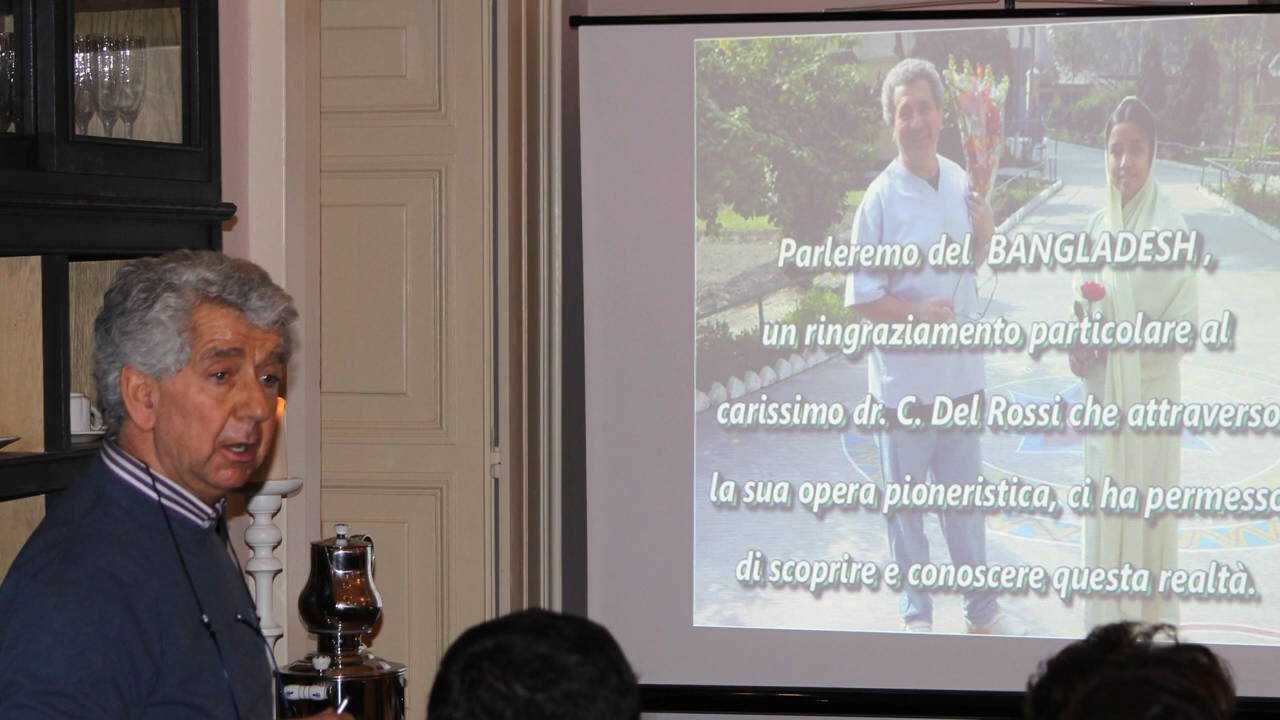 Parleremo del BANGLADESH ,
un ringraziamento particolare al
carissimo dr. C. Del Rossi che attraverso
la sua opera pioneristica, ci ha permesso
di scoprire e conoscere questa realtà.